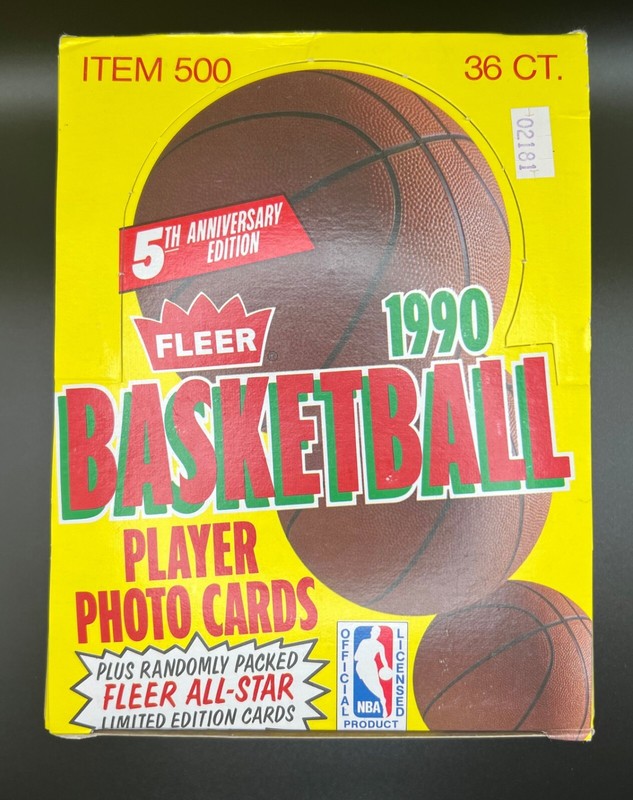 ITEM 500
36 CT.
02181
5TH ANNIVERSARY
EDITION
FLEER
1990
BASKETBALL
PLAYER
PHOTO CARDS
PLUS RANDOMLY PACKED
FLEER ALL-STAR
LIMITED EDITION CARDS
OFFICIAL
LICENSED
NBA
PRODUCT